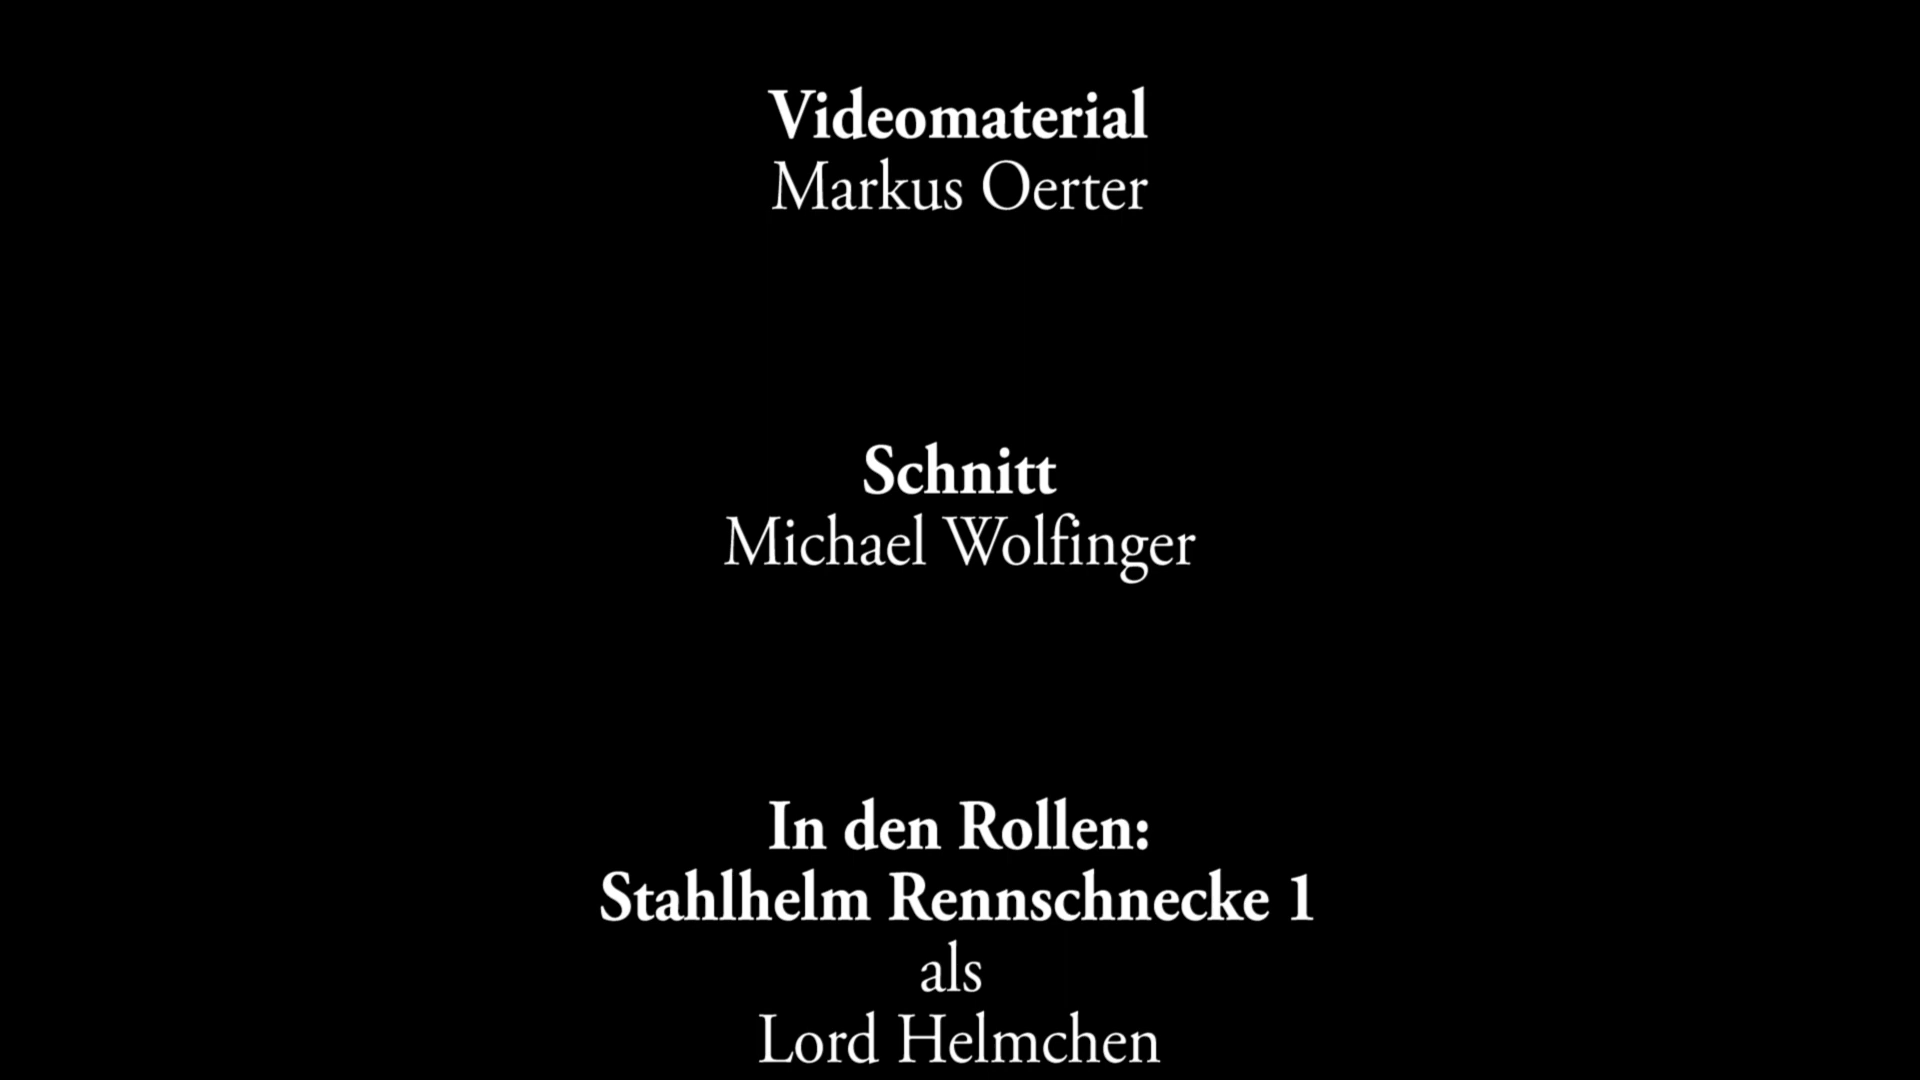 Videomaterial
Markus Oerter
Schnitt
Michael Wolfinger
In den Rollen:
Stahlhelm Rennschnecke 1
als
Lord Helmchen